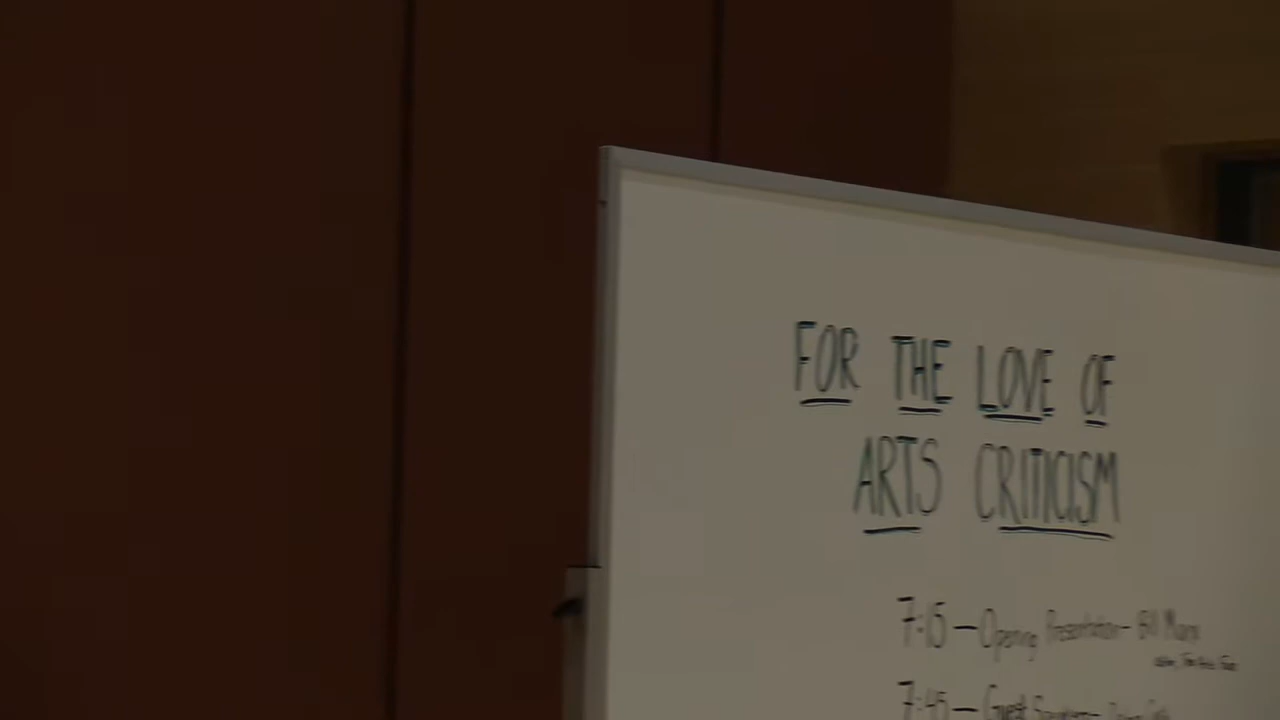 FOR THE LOVE OF
ARTS CRITICISM
7:15 — Opening Presentation - Bill Marx
7:45 — Guest